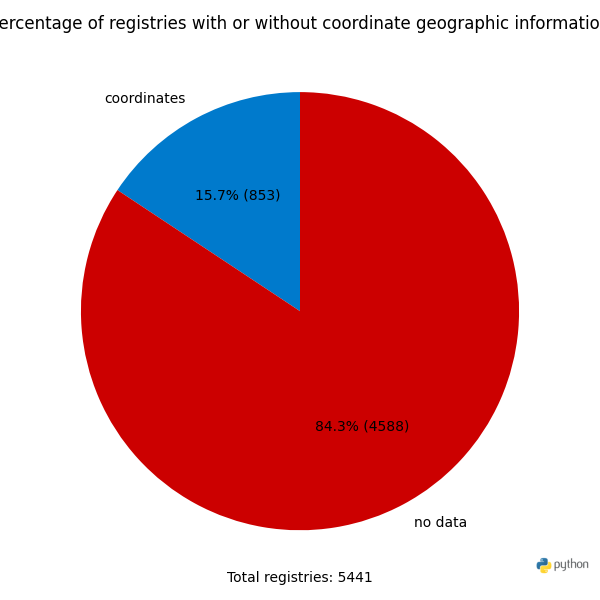 ercentage of registries with or without coordinate geographic informatio
coordinates
15.7% (853)
84.3% (4588)
no data
python
Total registries: 5441